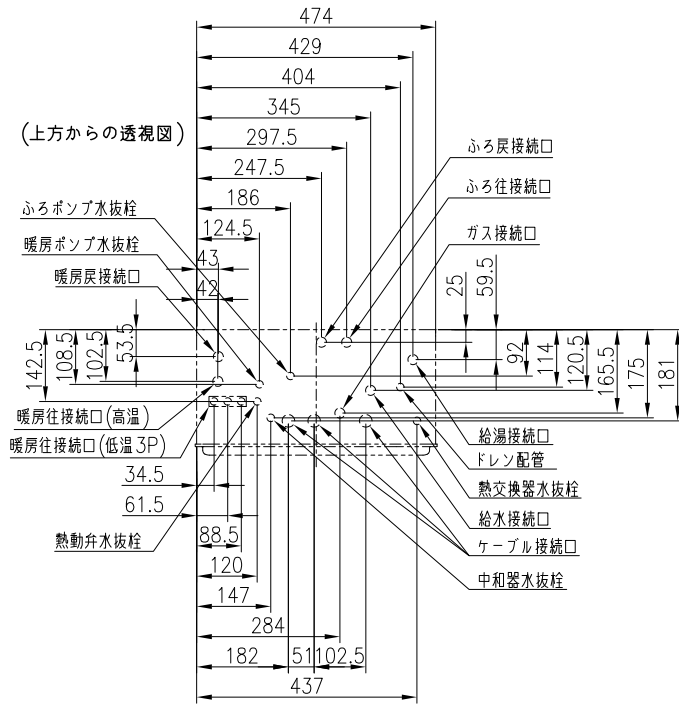 474
429
404
345
(上方からの透視図)
297.5
ふろ戻接続口
247.5
ふろ往接続口
186
ふろポンプ水抜栓
124.5
ガス接続口
暖房ポンプ水抜栓
43
暖房戻接続口
42
25
59.5
142.5
108.5
102.5
53.5
92
114
120.5
165.5
175
181
暖房往接続口(高温)
暖房往接続口(低温3P)
給湯接続口
ドレン配管
34.5
熱交換器水抜栓
61.5
給水接続口
88.5
熱動弁水抜栓
ケーブル接続口
120
中和器水抜栓
147
284
182
51
102.5
437